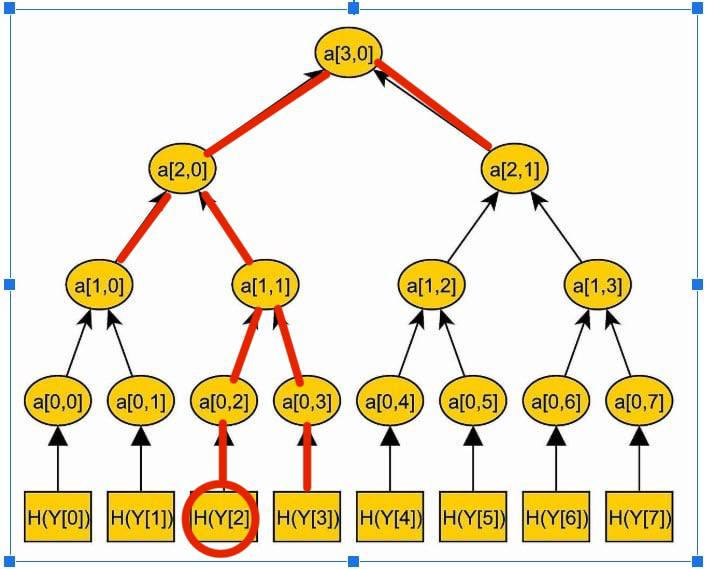 a[3,0]
a[2,0] a[2,1]
a[1,0] a[1,1] a[1,2] a[1,3]
a[0,0] a[0,1] a[0,2] a[0,3] a[0,4] a[0,5] a[0,6] a[0,7]
H(Y[0]) H(Y[1]) H(Y[2] H(Y[3]) H(Y[4]) H(Y[5]) H(Y[6]) H(Y[7])